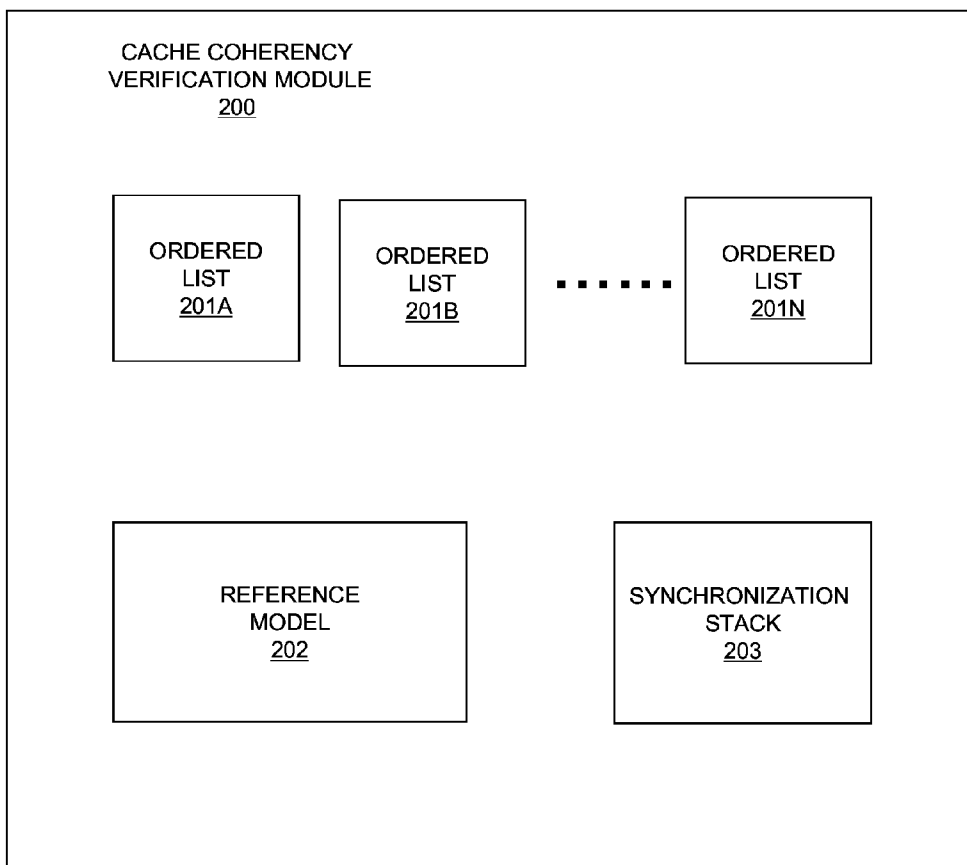 CACHE COHERENCY
VERIFICATION MODULE
200
ORDERED
LIST
201A
ORDERED
LIST
201B
ORDERED
LIST
201N
REFERENCE
MODEL
202
SYNCHRONIZATION
STACK
203